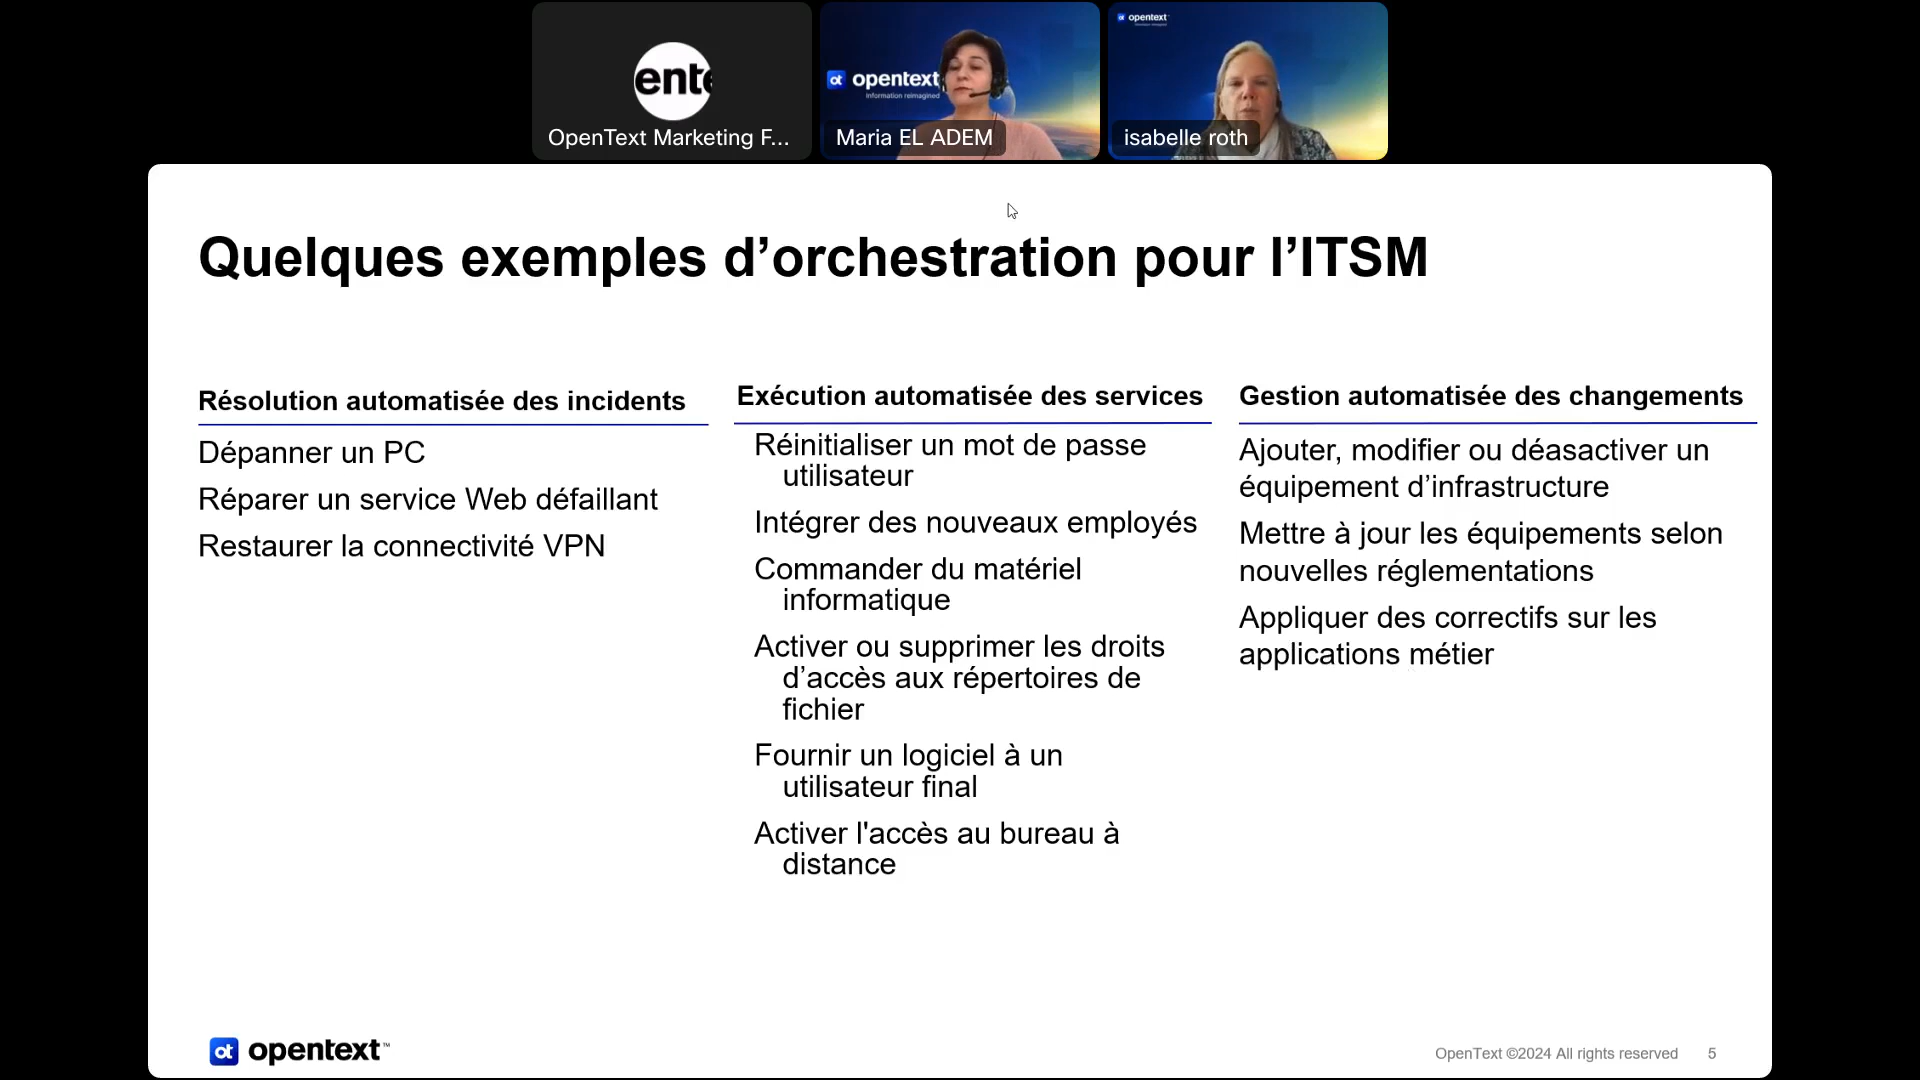 ente
OpenText Marketing F...
opentext
Information reimagined
Maria EL ADEM
opentext
isabelle roth
Quelques exemples d’orchestration pour l’ITSM
Résolution automatisée des incidents
Dépanner un PC
Réparer un service Web défaillant
Restaurer la connectivité VPN
Exécution automatisée des services
Réinitialiser un mot de passe
utilisateur
Intégrer des nouveaux employés
Commander du matériel
informatique
Activer ou supprimer les droits
d’accès aux répertoires de
fichier
Fournir un logiciel à un
utilisateur final
Activer l'accès au bureau à
distance
Gestion automatisée des changements
Ajouter, modifier ou déasactiver un
équipement d’infrastructure
Mettre à jour les équipements selon
nouvelles réglementations
Appliquer des correctifs sur les
applications métier
opentext™
OpenText ©2024 All rights reserved 5